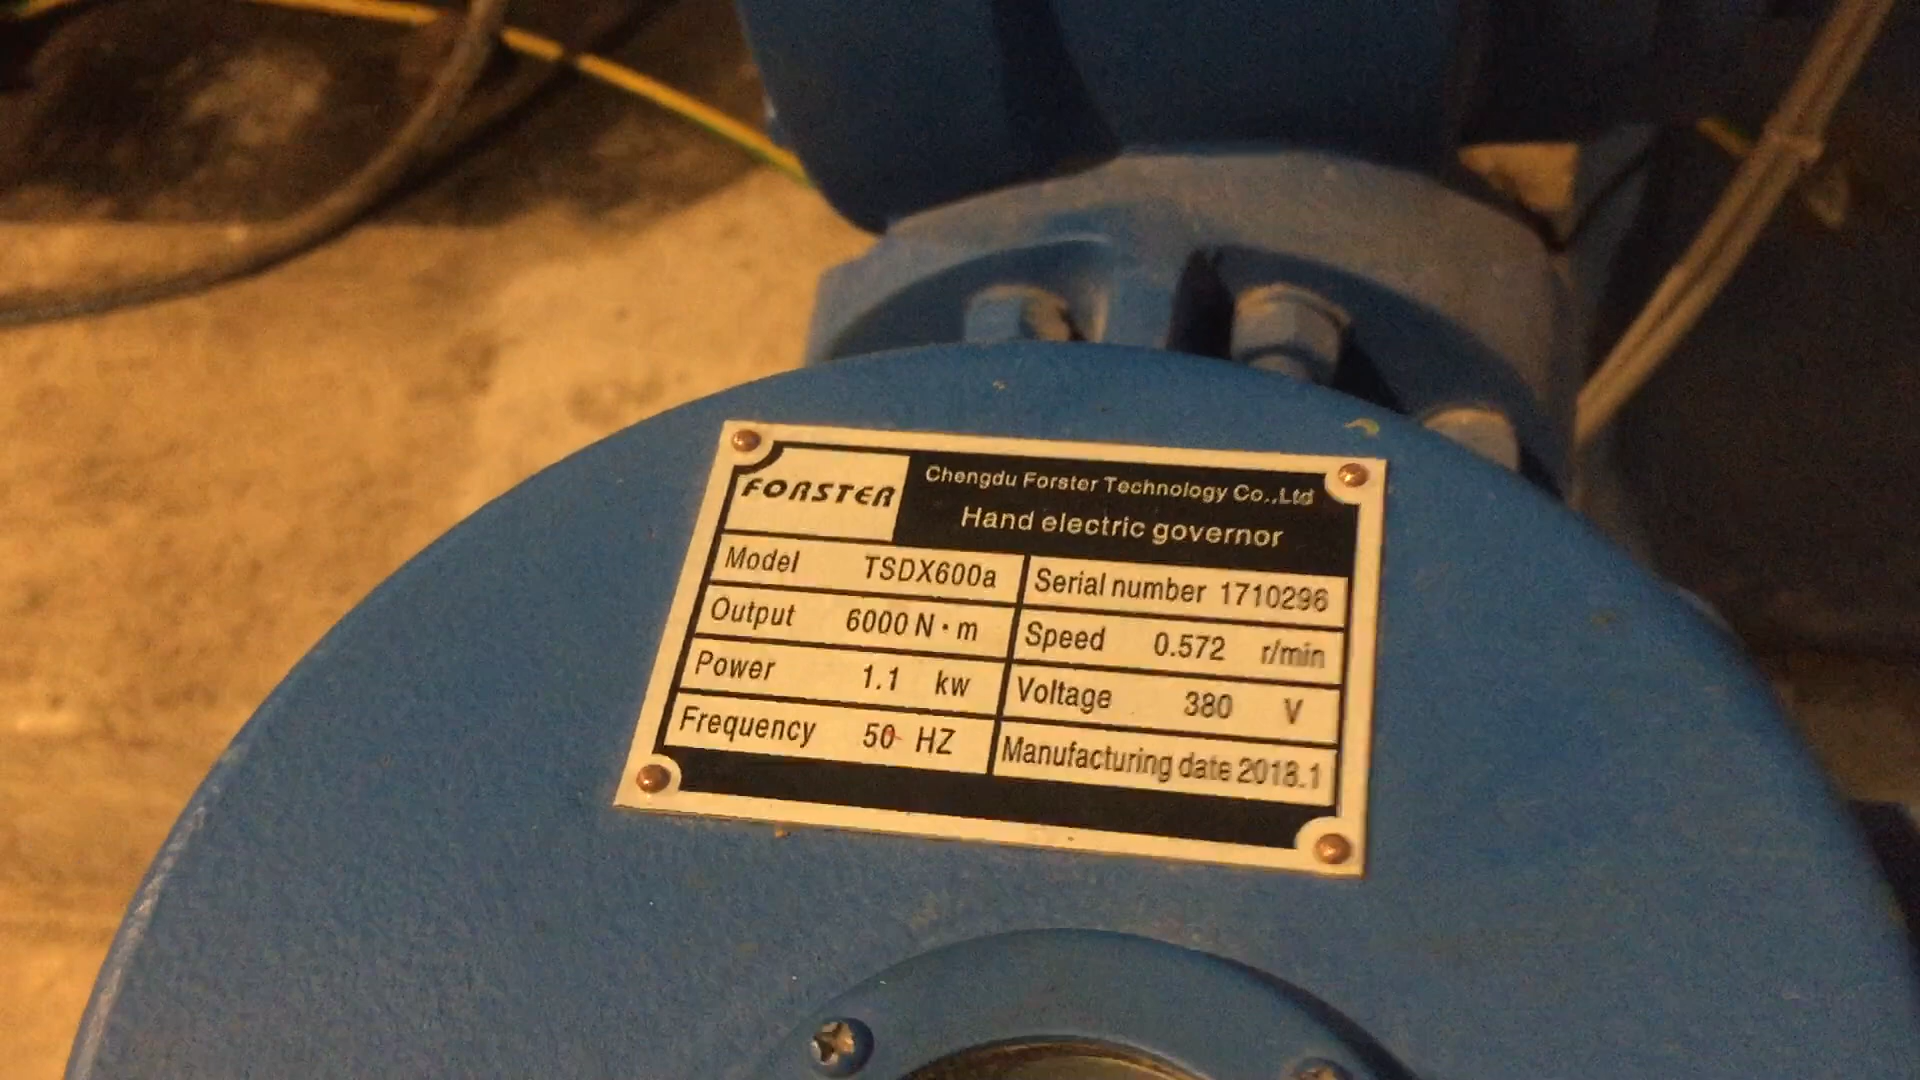 FORSTER
Chengdu Forster Technology Co.,Ltd
Hand electric governor
Model TSDX600a Serial number 1710296
Output 6000 N·m Speed 0.572 r/min
Power 1.1 kw Voltage 380 V
Frequency 50 HZ Manufacturing date 2018.1